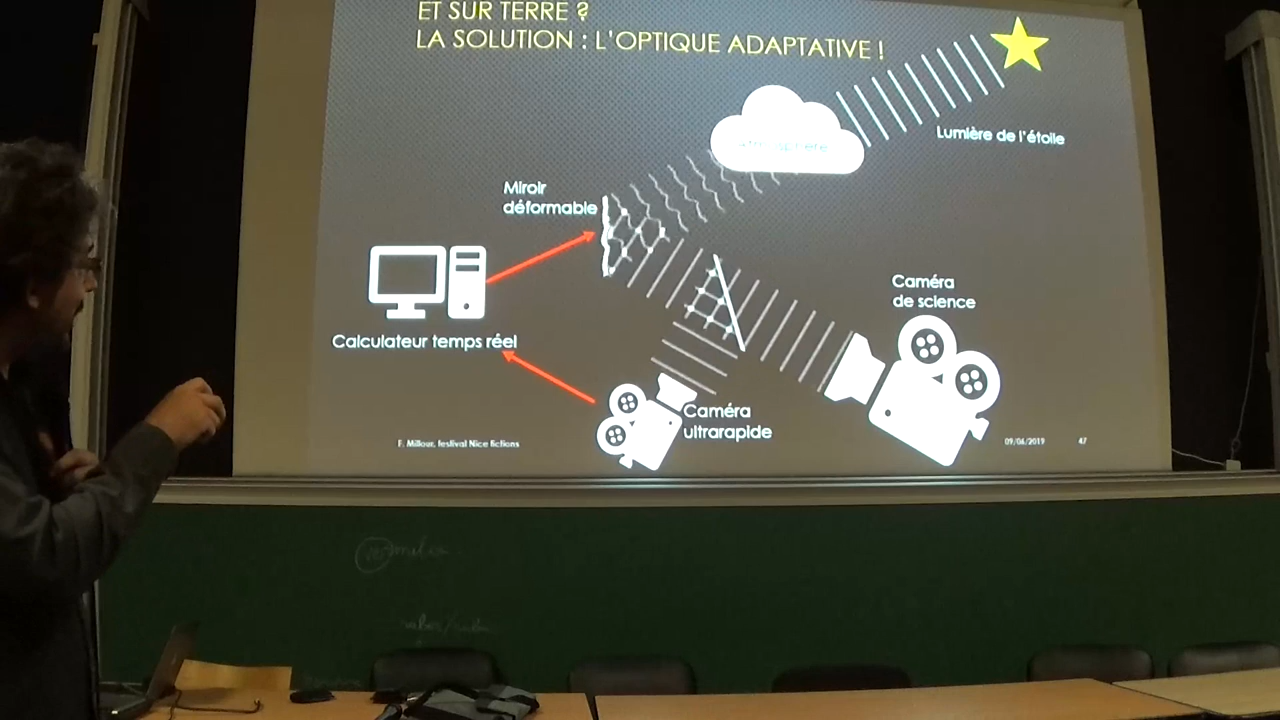 ET SUR TERRE ?
LA SOLUTION : L'OPTIQUE ADAPTATIVE !
Lumière de l'étoile
Atmosphère
Miroir
déformable
Caméra
de science
Calculateur temps réel
Caméra
ultrarapide
F. Millour, festival Nice fictions
09/06/2019
47